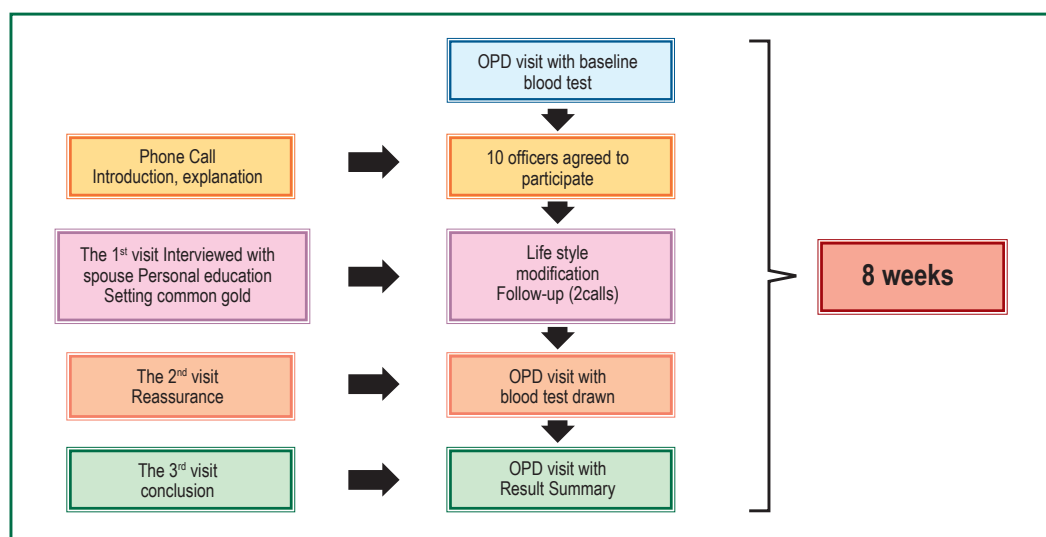 OPD visit with baseline
blood test
Phone Call
Introduction, explanation
10 officers agreed to
participate
The 1st visit Interviewed with
spouse Personal education
Setting common gold
Life style
modification
Follow-up (2calls)
8 weeks
The 2nd visit
Reassurance
OPD visit with
blood test drawn
The 3rd visit
conclusion
OPD visit with
Result Summary